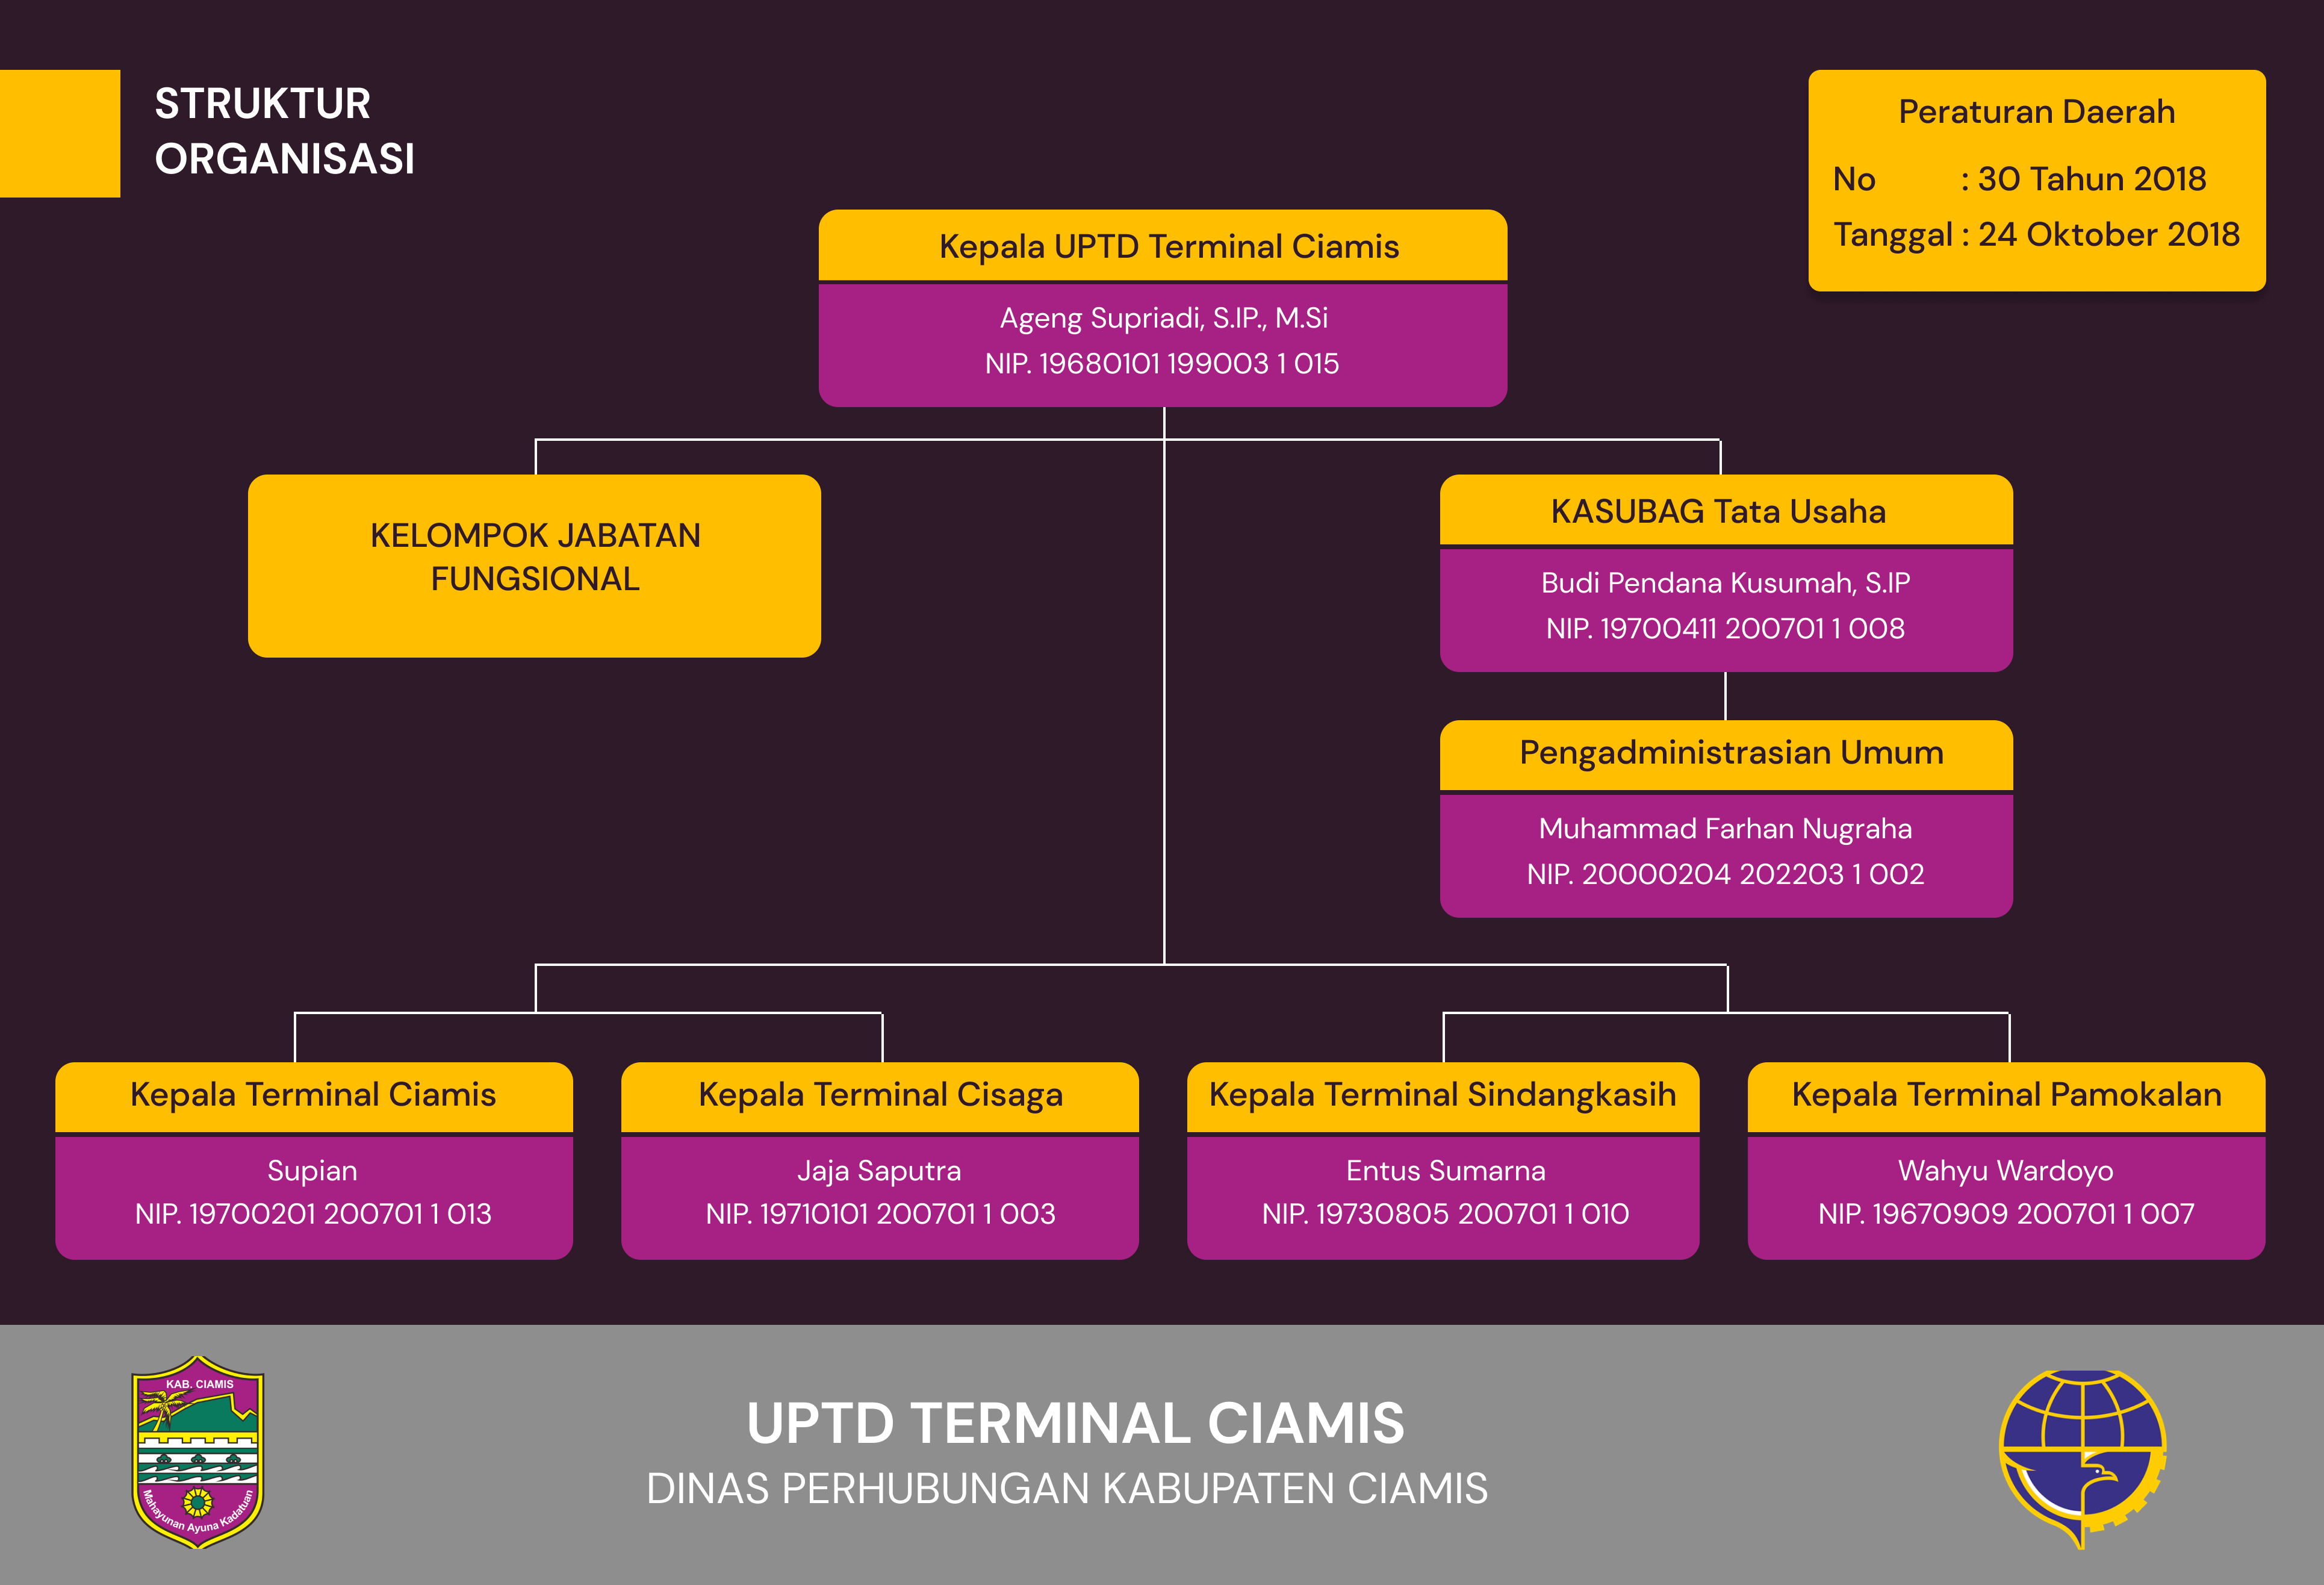 STRUKTUR
ORGANISASI
Peraturan Daerah
No : 30 Tahun 2018
Tanggal : 24 Oktober 2018
Kepala UPTD Terminal Ciamis
Ageng Supriadi, S.IP., M.Si
NIP. 19680101 199003 1 015
KELOMPOK JABATAN
FUNGSIONAL
KASUBAG Tata Usaha
Budi Pendana Kusumah, S.IP
NIP. 19700411 200701 1 008
Pengadministrasian Umum
Muhammad Farhan Nugraha
NIP. 20000204 202203 1 002
Kepala Terminal Ciamis
Supian
NIP. 19700201 200701 1 013
Kepala Terminal Cisaga
Jaja Saputra
NIP. 19710101 200701 1 003
Kepala Terminal Sindangkasih
Entus Sumarna
NIP. 19730805 200701 1 010
Kepala Terminal Pamokalan
Wahyu Wardoyo
NIP. 19670909 200701 1 007
KAB. CIAMIS
Mahayunan Ayuna Kadatuan
UPTD TERMINAL CIAMIS
DINAS PERHUBUNGAN KABUPATEN CIAMIS